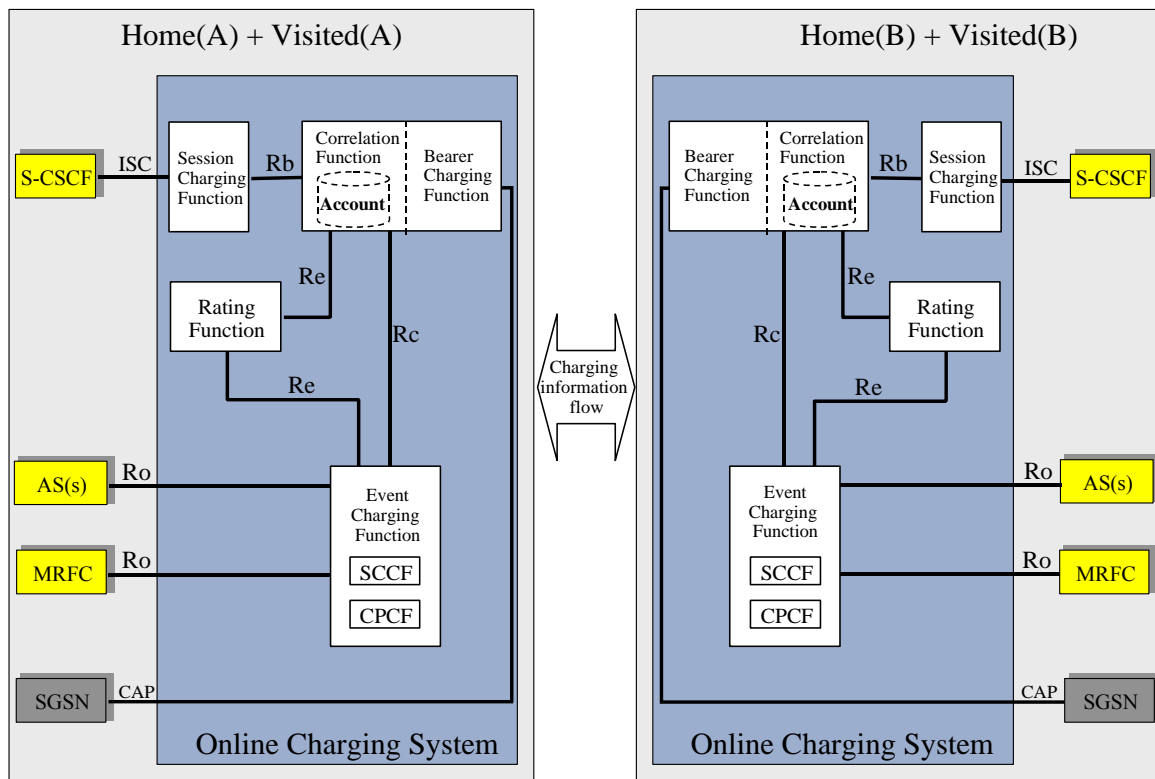 Home(A) + Visited(A)
S-CSCF
ISC
Session
Charging
Function
Rb
Correlation
Function
Account
Bearer
Charging
Function
Re
Rating
Function
Rc
Re
AS(s)
Ro
MRFC
Ro
Event
Charging
Function
SCCF
CPCF
SGSN
CAP
Online Charging System
Charging
information
flow
Home(B) + Visited(B)
Bearer
Charging
Function
Correlation
Function
Account
Rb
Session
Charging
Function
ISC
S-CSCF
Re
Rating
Function
Rc
Re
Ro
AS(s)
Event
Charging
Function
SCCF
CPCF
Ro
MRFC
CAP
SGSN
Online Charging System